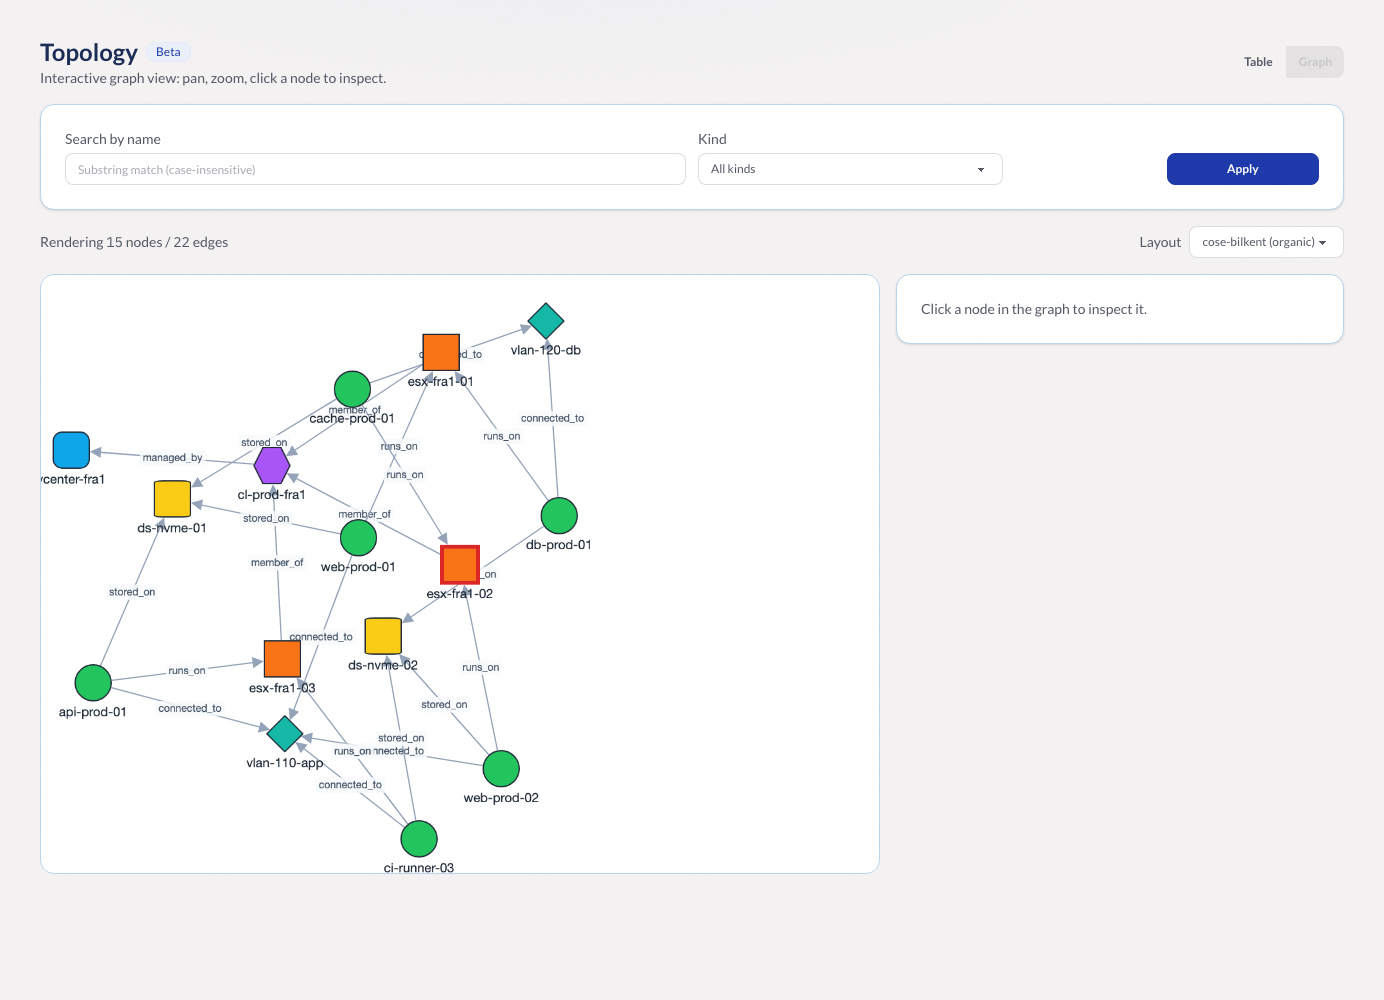 Topology Beta
Interactive graph view: pan, zoom, click a node to inspect.
Table Graph
Search by name
Substring match (case-insensitive)
Kind
All kinds
Apply
Rendering 15 nodes / 22 edges
Layout cose-bilkent (organic)
Click a node in the graph to inspect it.
vlan-120-db
esx-fra1-01
member_of
cache-prod-01
connected_to
runs_on
stored_on
runs_on
managed_by
runs_on
vcenter-fra1
cl-prod-fra1
member_of
stored_on
ds-nvme-01
db-prod-01
member_of
web-prod-01
_on
stored_on
esx-fra1-02
connected_to
ds-nvme-02
runs_on
runs_on
esx-fra1-03
api-prod-01
connected_to
stored_on
stored_on
runs_on
vlan-110-app
connected_to
web-prod-02
ci-runner-03